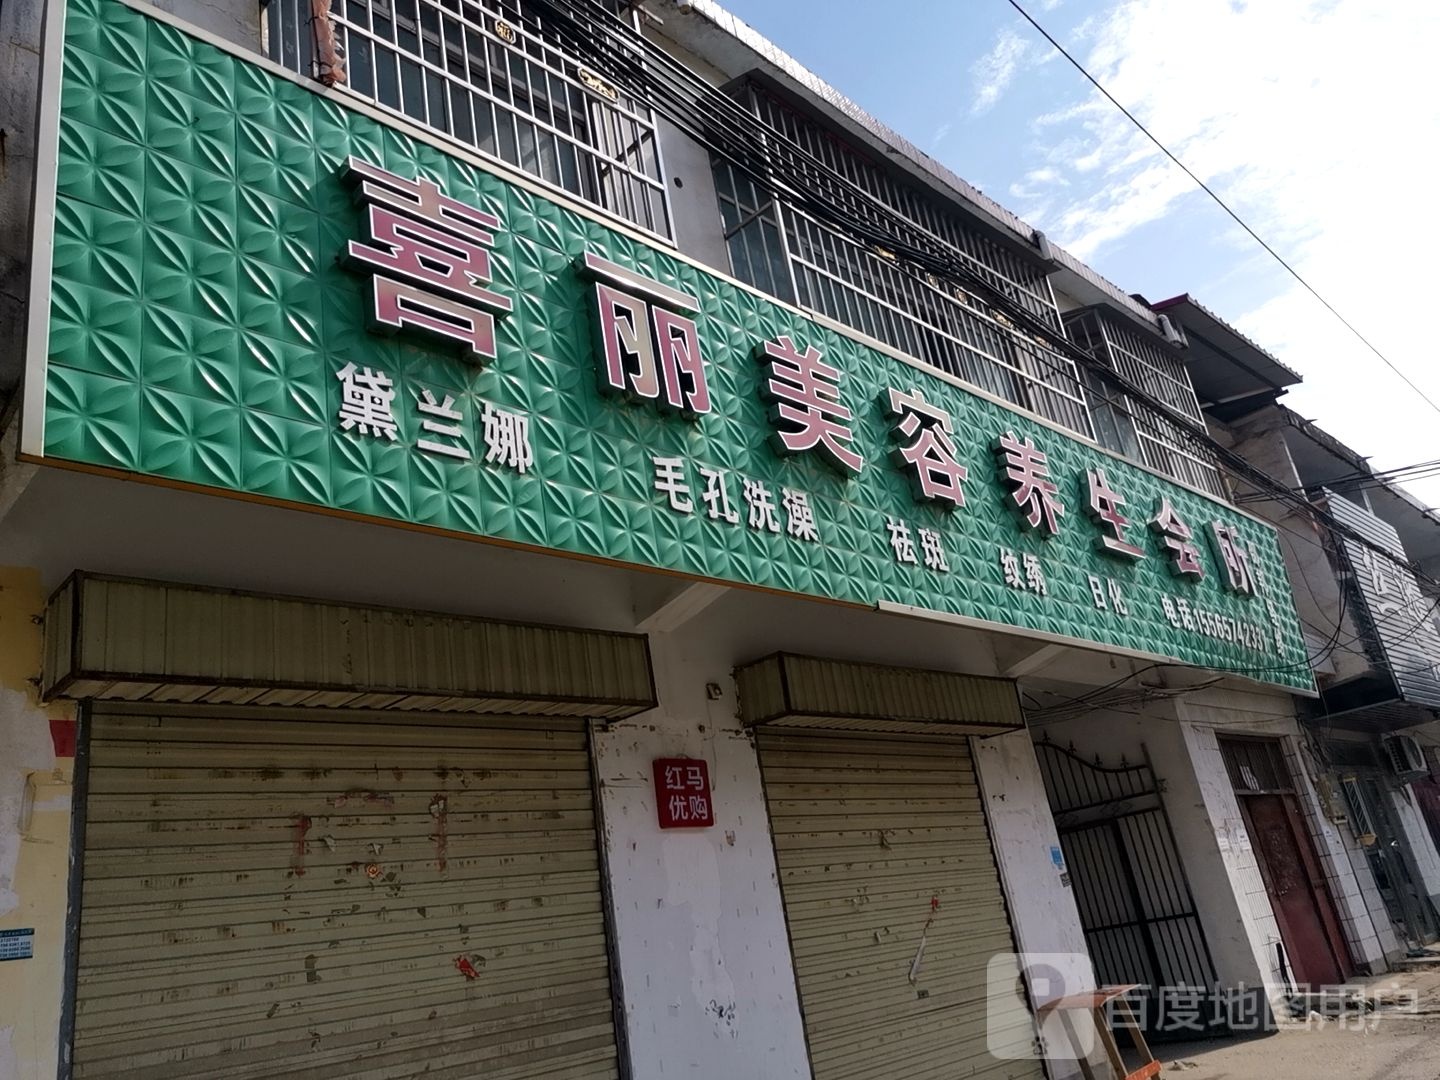 喜丽美容养生会所
黛兰娜 毛孔洗澡 祛斑 纹绣 日化
红马
优购
百度地图用户